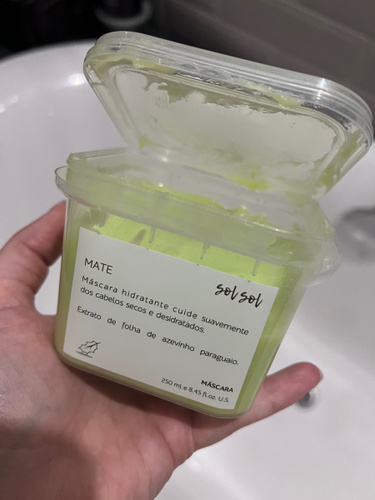 sol sol
MATE
Máscara hidratante cuide suavemente
dos cabelos secos e desidratados.
Extrato de folha de azevinho paraguaio.
MÁSCARA
250 ml e 8.45 fl.oz. U.S.